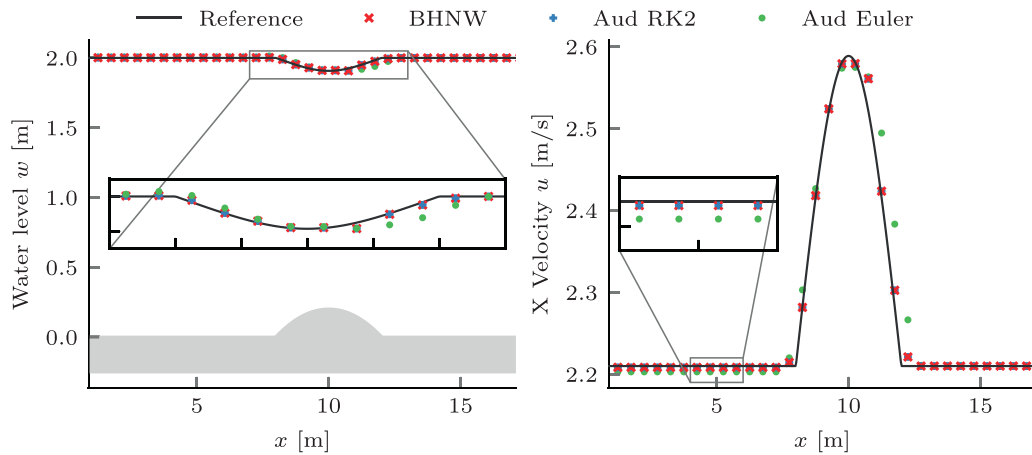 Reference BHNW Aud RK2 Aud Euler
Water level w [m]
2.0
1.5
1.0
0.5
0.0
5 10 15
x [m]
X Velocity u [m/s]
2.6
2.5
2.4
2.3
2.2
5 10 15
x [m]